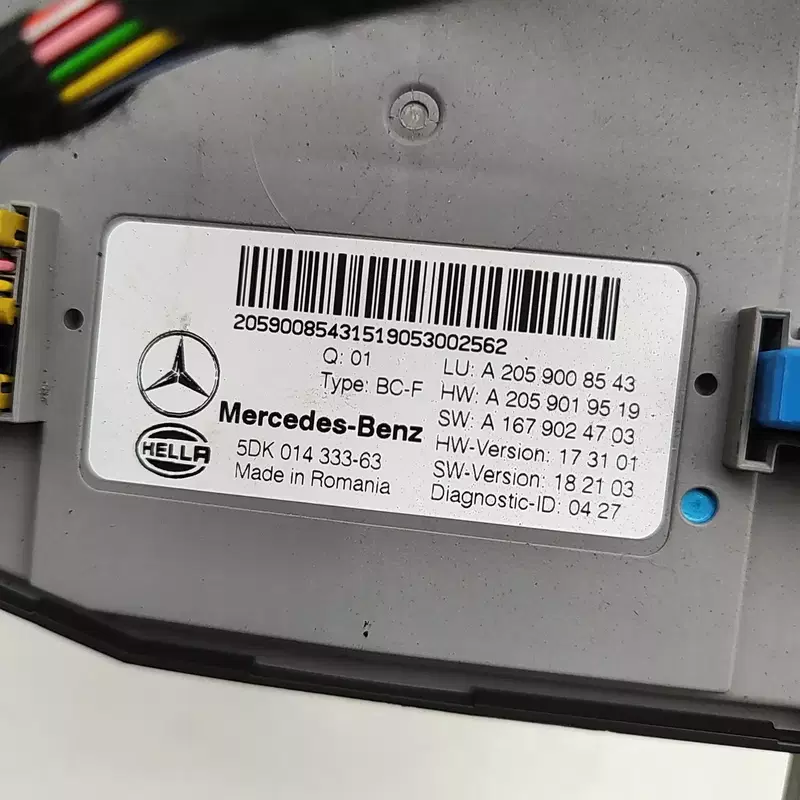 20590085431519053002562
Q: 01
Type: BC-F
Mercedes-Benz
HELLA
5DK 014 333-63
Made in Romania
LU: A 205 900 85 43
HW: A 205 901 95 19
SW: A 167 902 47 03
HW-Version: 17 31 01
SW-Version: 18 21 03
Diagnostic-ID: 04 27